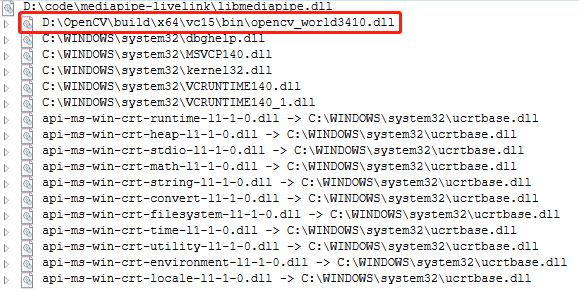 D:\code\mediapipe-livelink\libmediapipe.dll
D:\OpenCV\build\x64\vc15\bin\opencv_world3410.dll
C:\WINDOWS\system32\dbghelp.dll
C:\WINDOWS\system32\MSVCP140.dll
C:\WINDOWS\system32\kernel32.dll
C:\WINDOWS\system32\VCRUNTIME140.dll
C:\WINDOWS\system32\VCRUNTIME140_1.dll
api-ms-win-crt-runtime-l1-1-0.dll -> C:\WINDOWS\system32\ucrtbase.dll
api-ms-win-crt-heap-l1-1-0.dll -> C:\WINDOWS\system32\ucrtbase.dll
api-ms-win-crt-stdio-l1-1-0.dll -> C:\WINDOWS\system32\ucrtbase.dll
api-ms-win-crt-math-l1-1-0.dll -> C:\WINDOWS\system32\ucrtbase.dll
api-ms-win-crt-string-l1-1-0.dll -> C:\WINDOWS\system32\ucrtbase.dll
api-ms-win-crt-convert-l1-1-0.dll -> C:\WINDOWS\system32\ucrtbase.dll
api-ms-win-crt-filesystem-l1-1-0.dll -> C:\WINDOWS\system32\ucrtbase.dll
api-ms-win-crt-time-l1-1-0.dll -> C:\WINDOWS\system32\ucrtbase.dll
api-ms-win-crt-utility-l1-1-0.dll -> C:\WINDOWS\system32\ucrtbase.dll
api-ms-win-crt-environment-l1-1-0.dll -> C:\WINDOWS\system32\ucrtbase.dll
api-ms-win-crt-locale-l1-1-0.dll -> C:\WINDOWS\system32\ucrtbase.dll